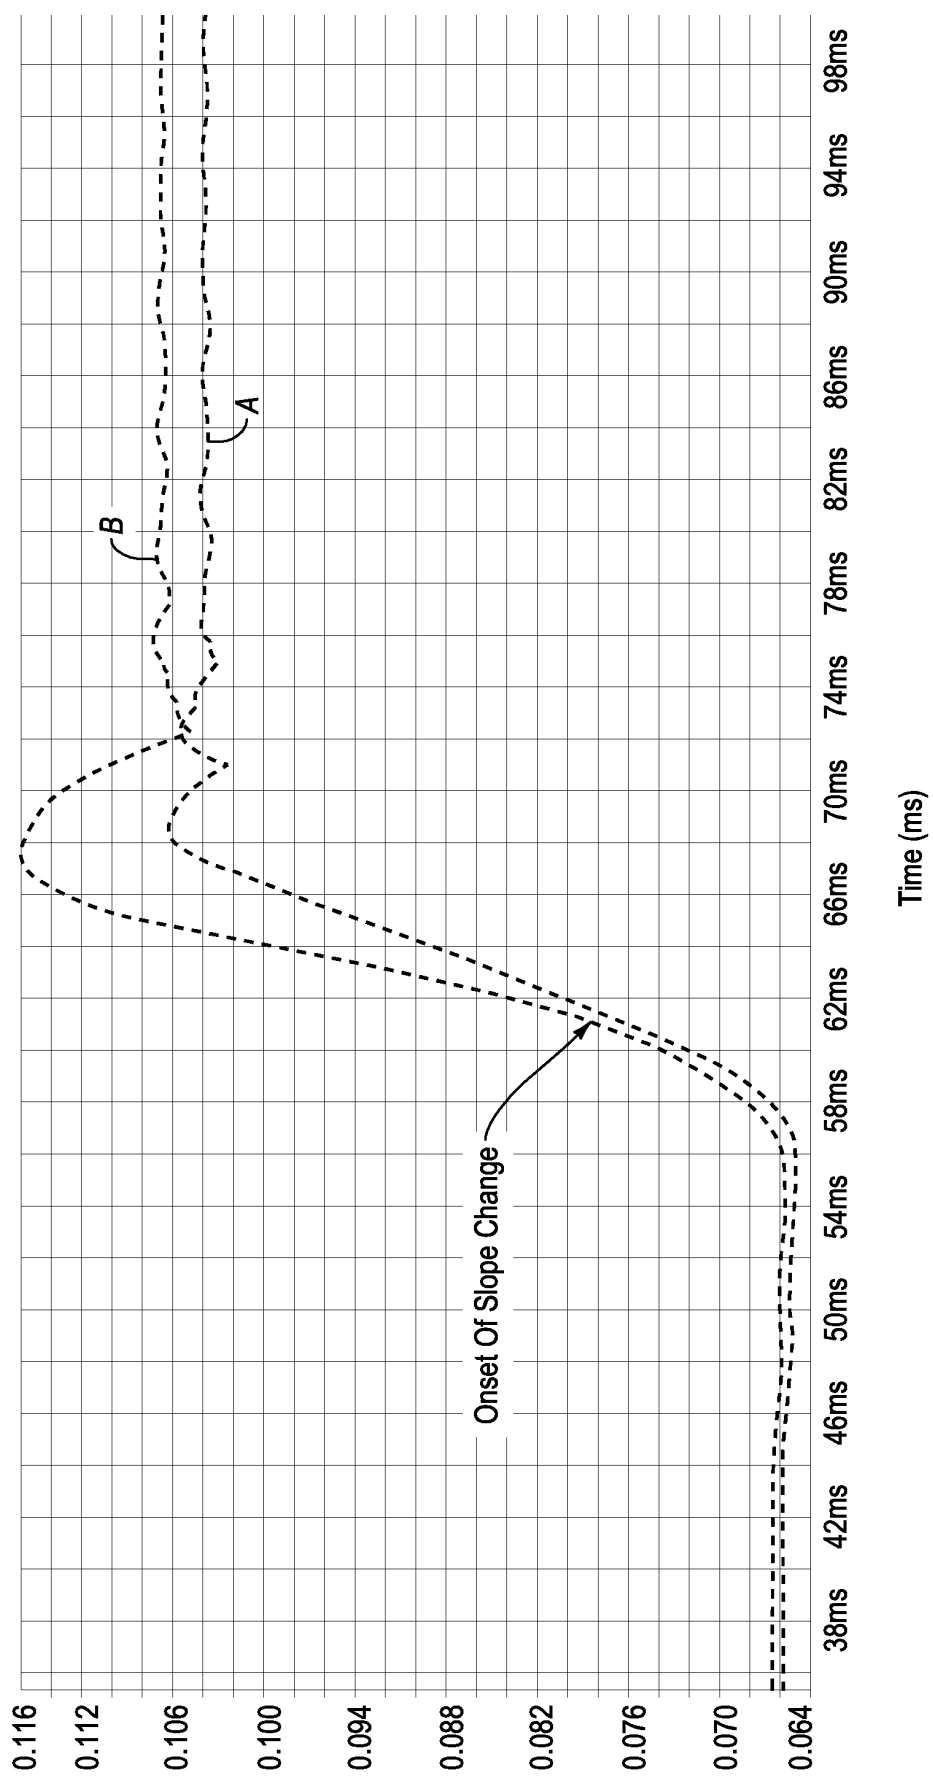 0.116
0.112
0.106
0.100
0.094
0.088
0.082
0.076
0.070
0.064
38ms
42ms
46ms
50ms
54ms
58ms
62ms
66ms
70ms
74ms
78ms
82ms
86ms
90ms
94ms
98ms
Time (ms)
Onset Of Slope Change
B
A